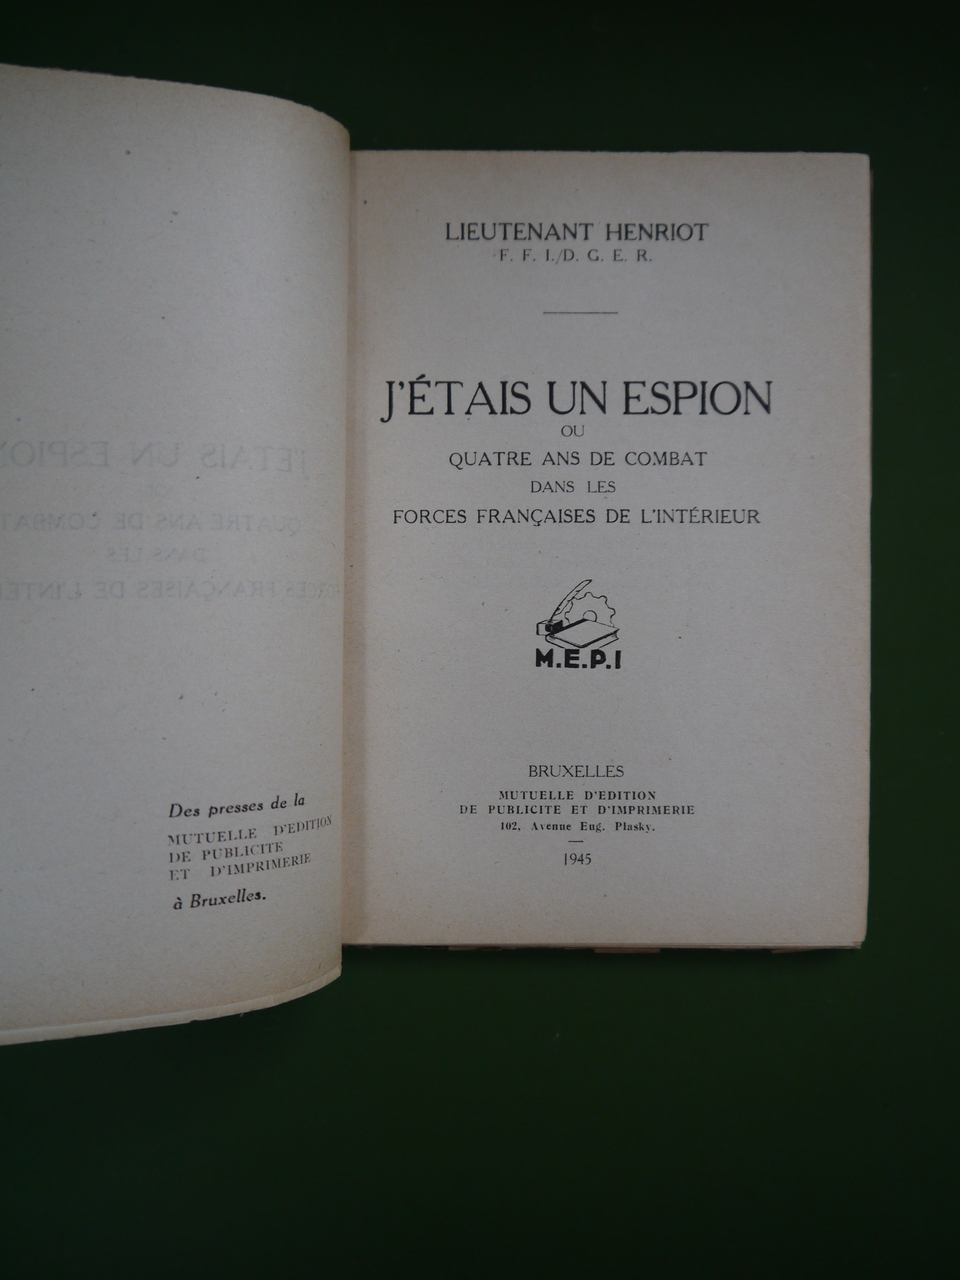 Des presses de la
MUTUELLE D'EDITION
DE PUBLICITE
ET D'IMPRIMERIE
à Bruxelles.
LIEUTENANT HENRIOT
F. F. I./D. G. E. R.
J'ÉTAIS UN ESPION
OU
QUATRE ANS DE COMBAT
DANS LES
FORCES FRANÇAISES DE L'INTÉRIEUR
M.E.P.I
BRUXELLES
MUTUELLE D'EDITION
DE PUBLICITE ET D'IMPRIMERIE
102, Avenue Eug. Plasky.
1945